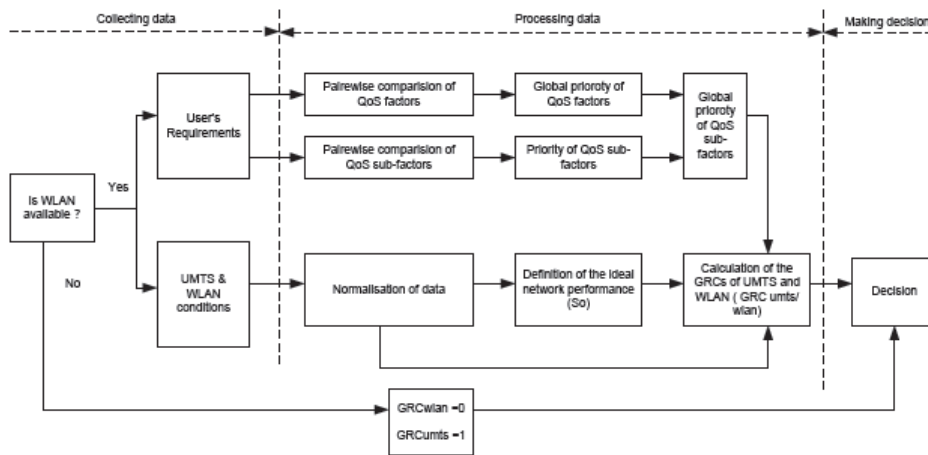 Collecting data
Processing data
Making decision
User's
Requirements
Pairwise comparision of
QoS factors
Global prioroty of
QoS factors
Global
prioroty
of QoS
sub-
factors
Pairwise comparision of
QoS sub-factors
Priority of QoS sub-
factors
Is WLAN
available ?
Yes
No
UMTS &
WLAN
conditions
Normalisation of data
Definition of the ideal
network performance
(So)
Calculation of the
GRCs of UMTS and
WLAN ( GRC umts/
wlan)
Decision
GRCwlan =0
GRCumts =1